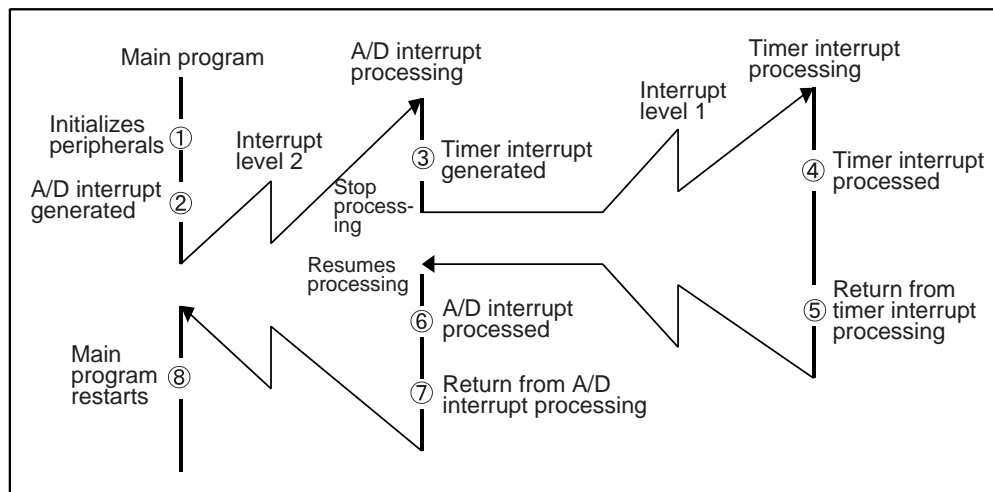 Main program
Initializes
peripherals
①
A/D interrupt
generated
②
Interrupt
level 2
A/D interrupt
processing
③
Timer interrupt
generated
Stop
process-
ing
Interrupt
level 1
Timer interrupt
processing
④
Timer interrupt
processed
⑤
Return from
timer interrupt
processing
Resumes
processing
⑥
A/D interrupt
processed
⑦
Return from A/D
interrupt processing
Main
program
restarts
⑧